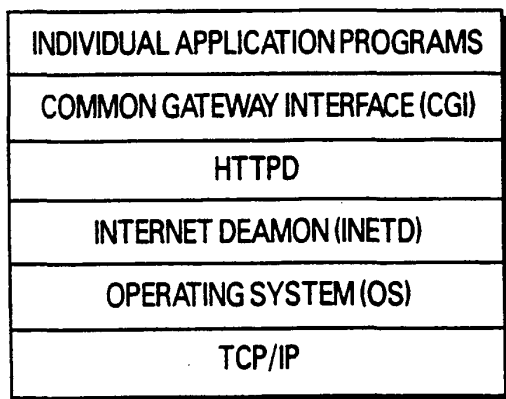 INDIVIDUAL APPLICATION PROGRAMS
COMMON GATEWAY INTERFACE (CGI)
HTTPD
INTERNET DEAMON (INETD)
OPERATING SYSTEM (OS)
TCP/IP